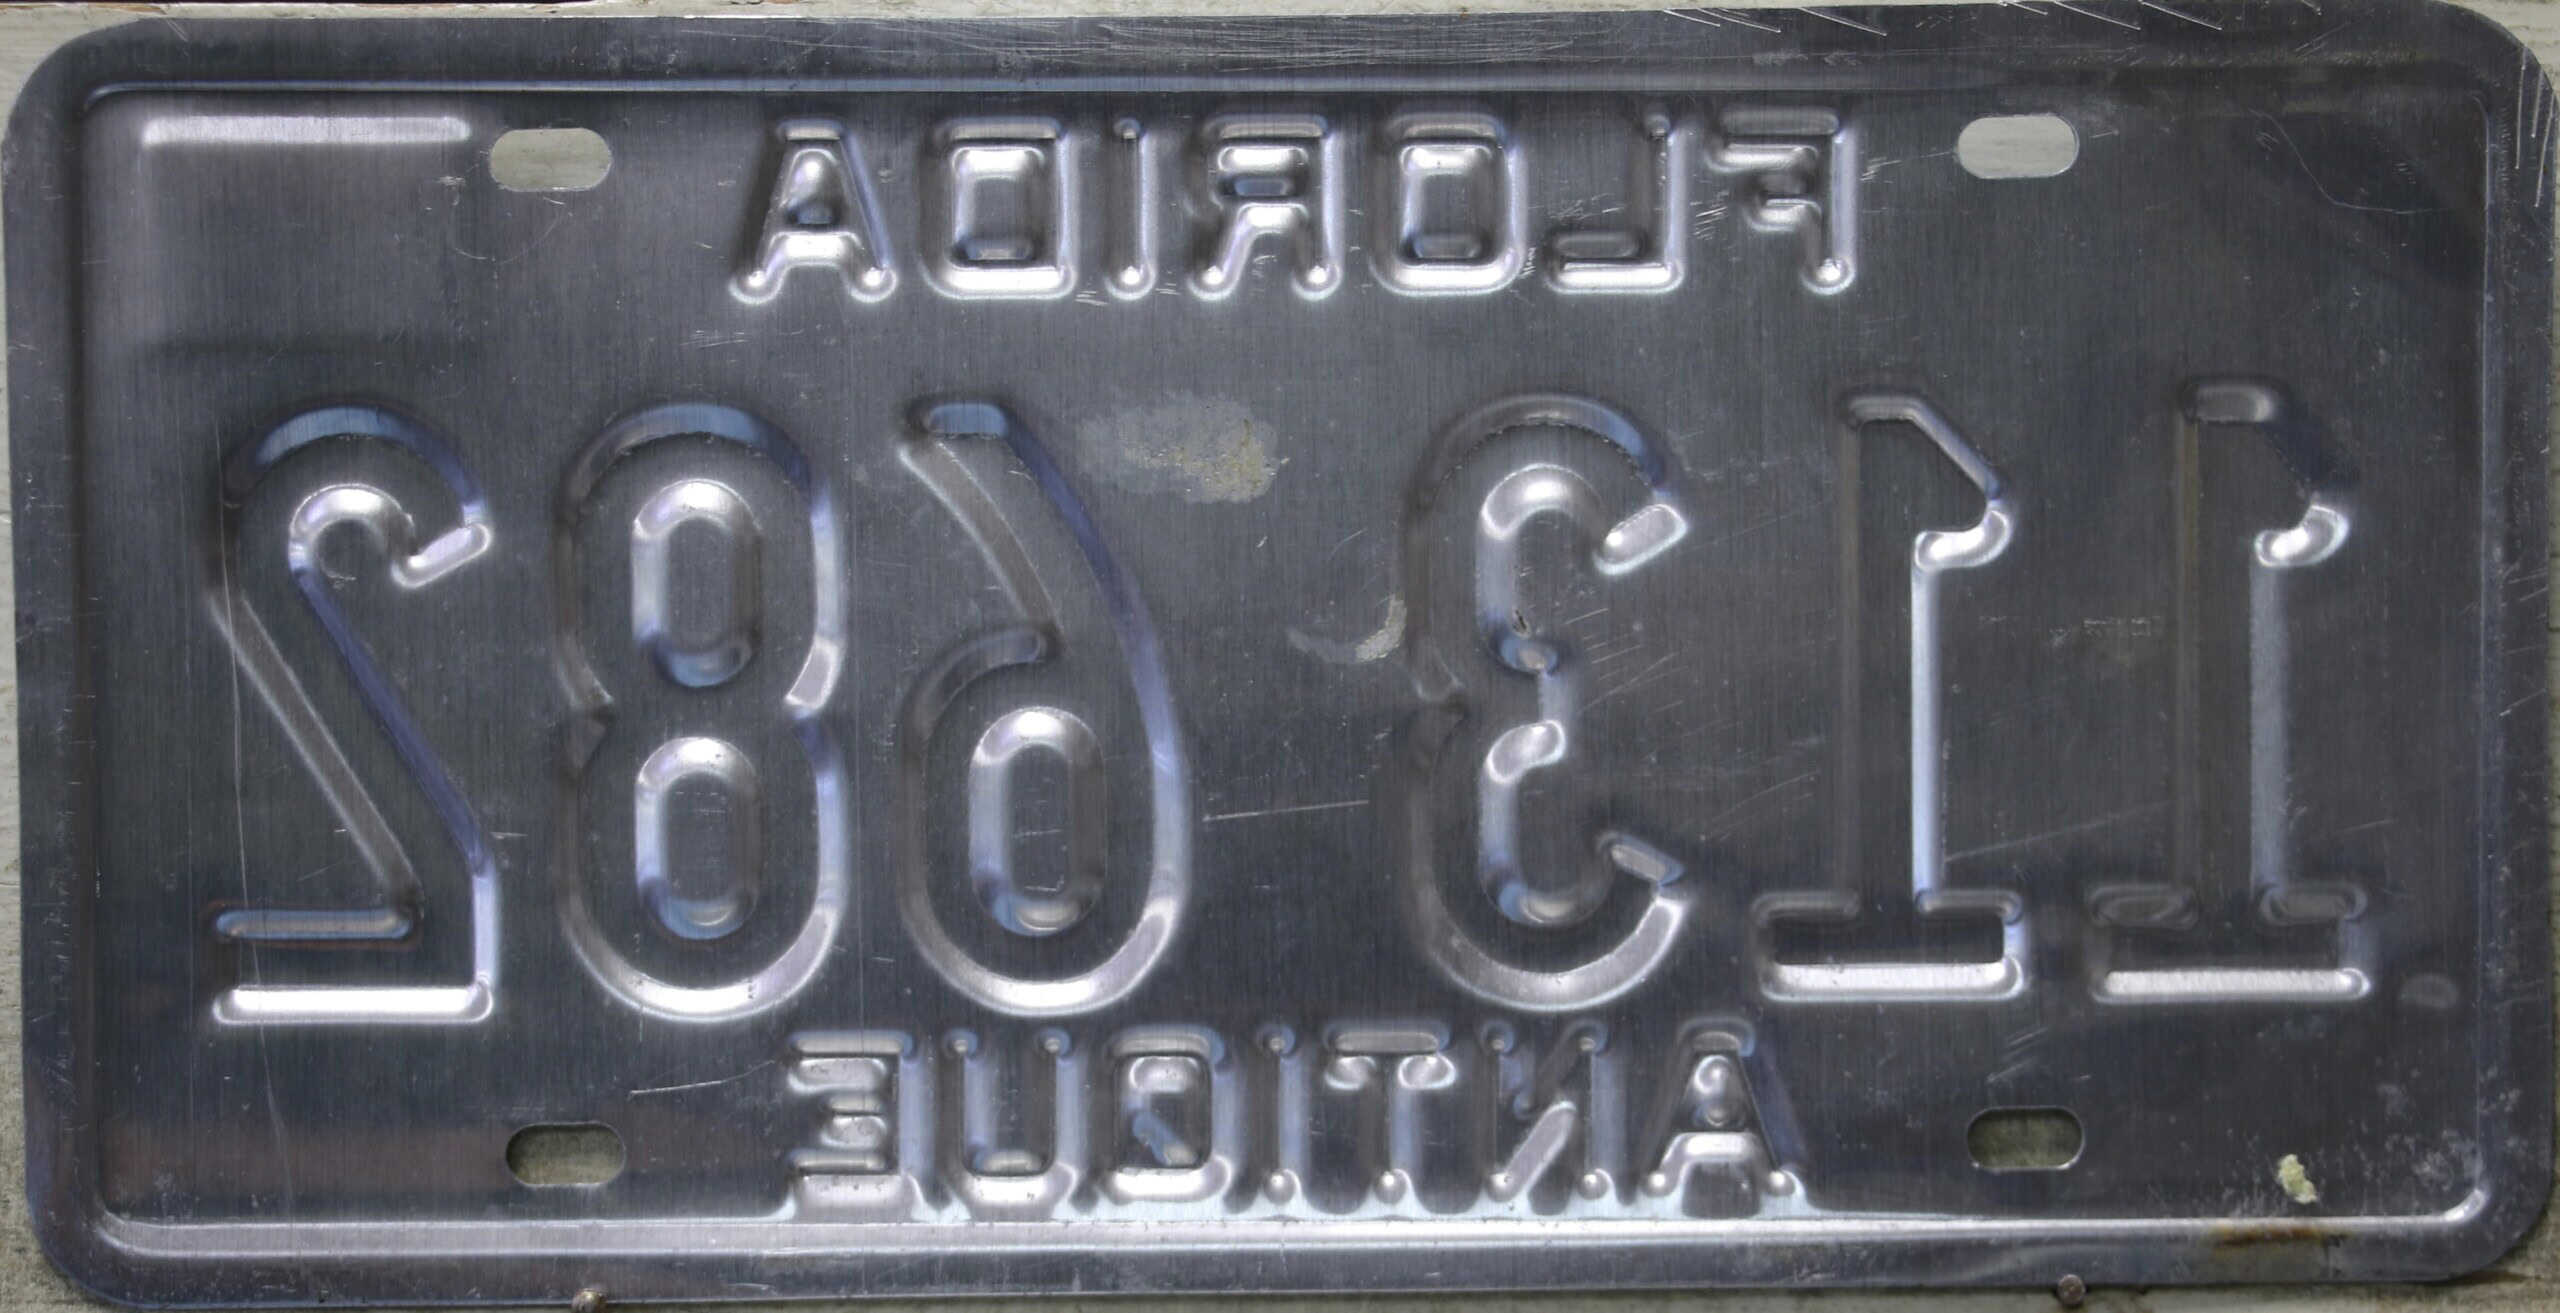 FLORIDA
113 682
ANTIQUE